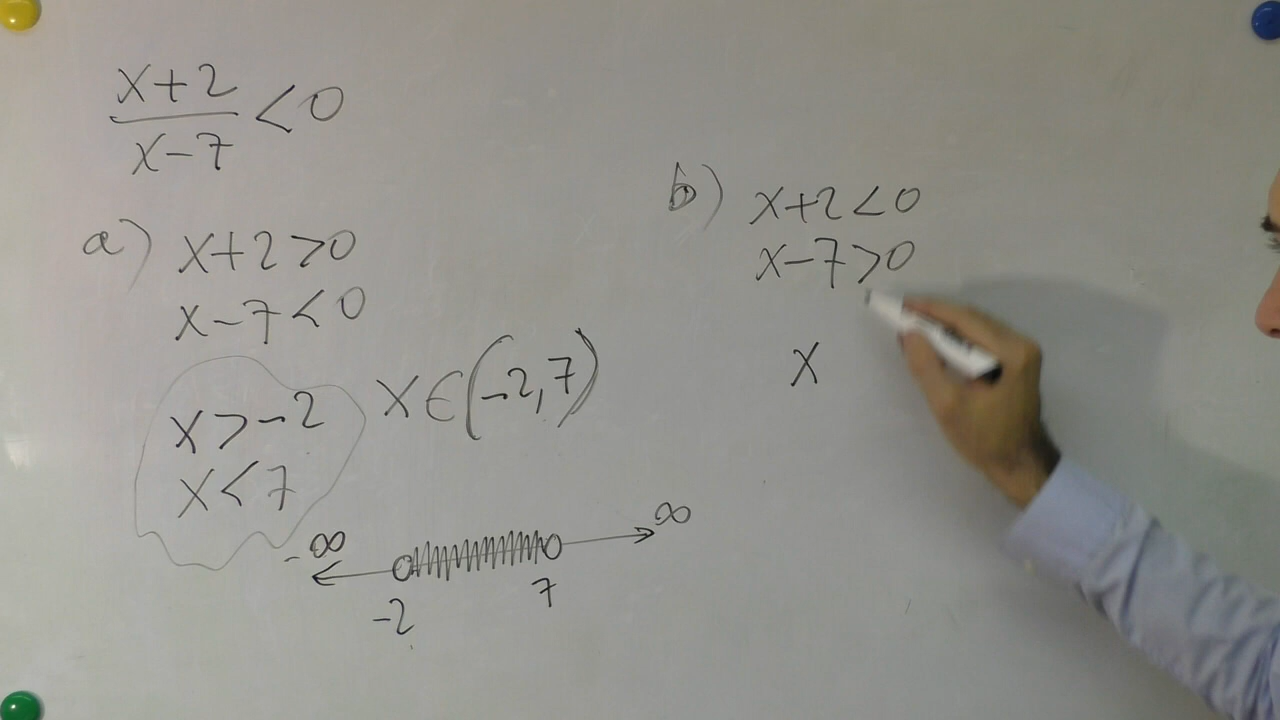 x+2
x-7
<0
a) x+2>0
x-7<0
x>-2
x<7
x∈(-2,7)
-∞ ∞
-2 7
b) x+2<0
x-7>0
x